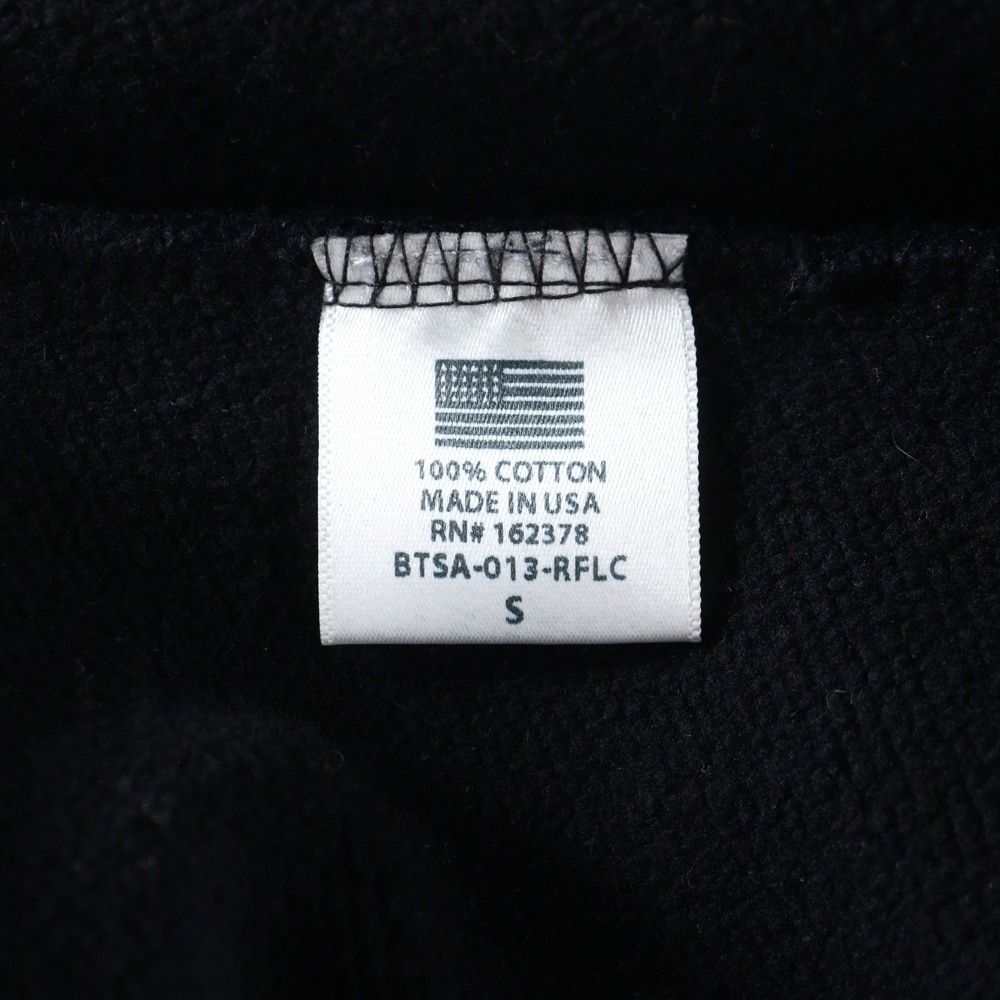 100% COTTON
MADE IN USA
RN# 162378
BTSA-013-RFLC
S